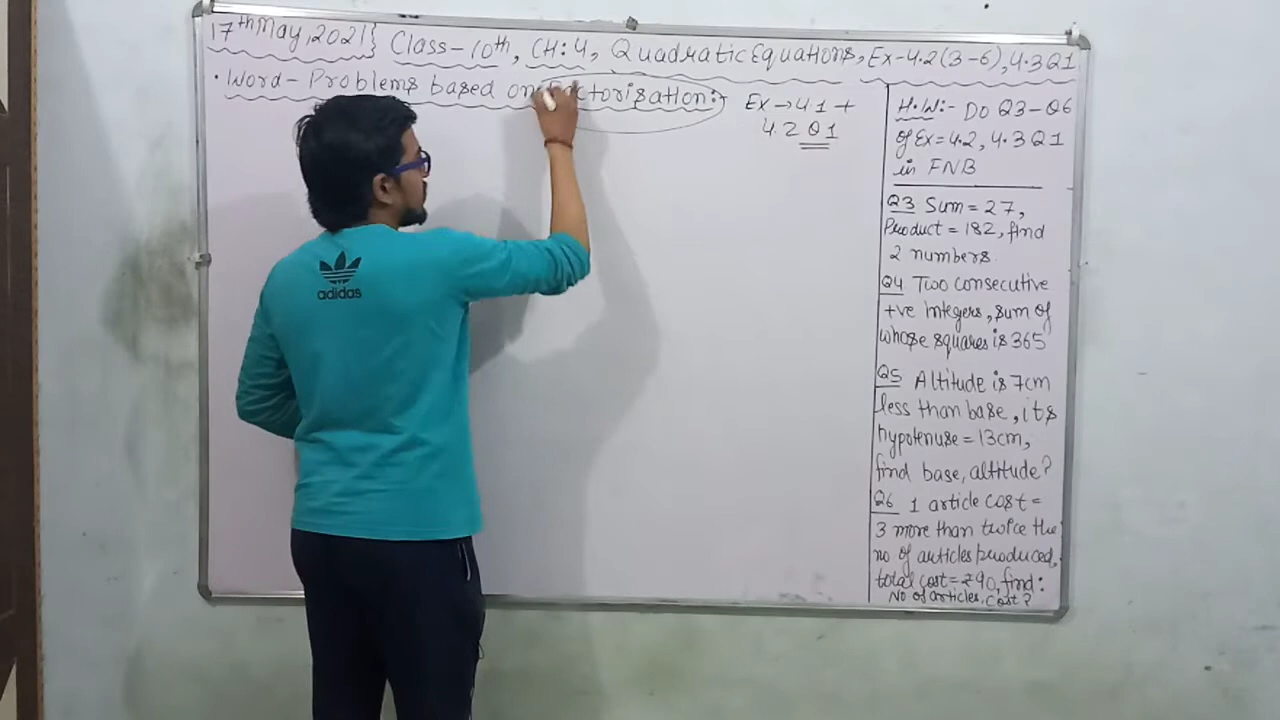 17th May, 2021} Class-10th, CH:4, Quadratic Equations, Ex-4.2(3-6), 4.3Q1
· Word-Problems based on Factorisation:-
Ex→4.1 +
4.2 Q1
H.W:- Do Q3-Q6
of Ex=4.2, 4.3 Q1
in FNB
Q3 Sum = 27,
Product = 182, find
2 numbers.
Q4 Two consecutive
+ve integers, sum of
whose squares is 365
Q5 Altitude is 7cm
less than base, its
hypotenuse = 13cm,
find base, altitude?
Q6 1 article cost =
3 more than twice the
no of articles produced,
total cost = ₹90, find:
No of articles, cost?
adidas